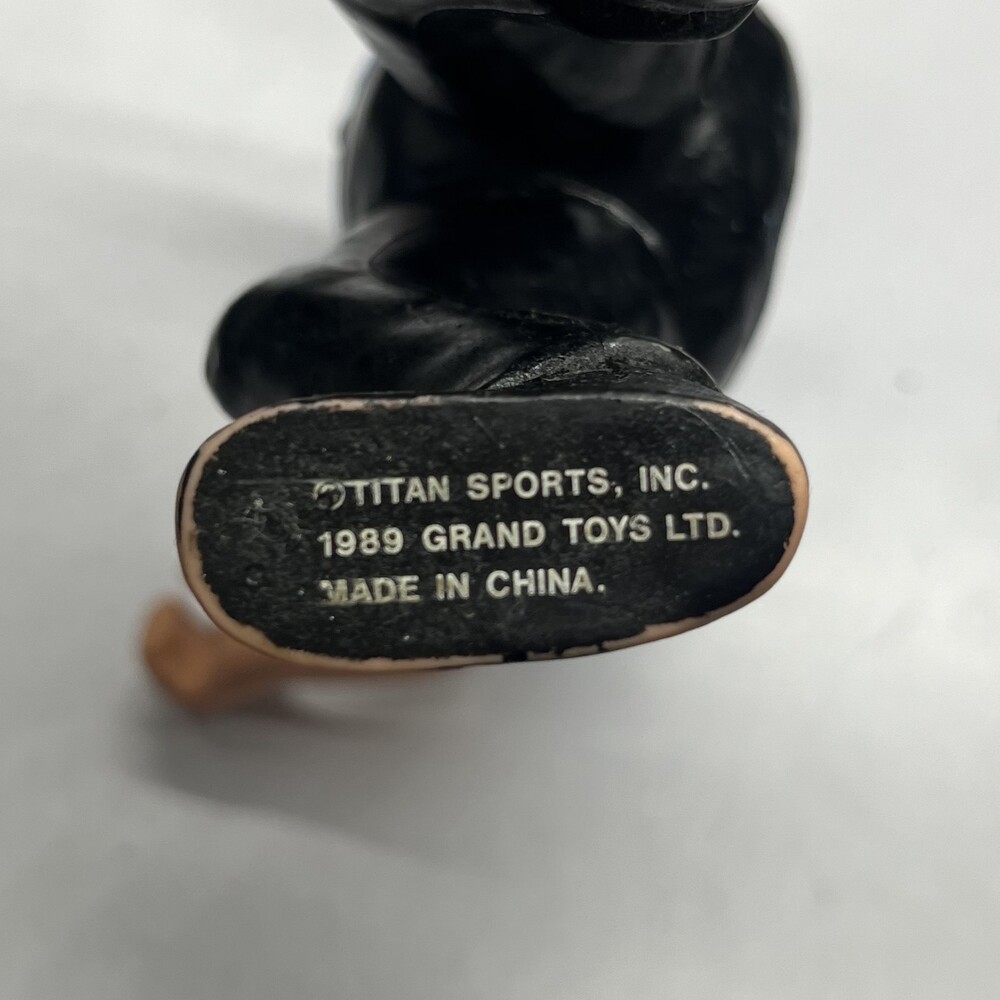 ©TITAN SPORTS, INC.
1989 GRAND TOYS LTD.
MADE IN CHINA.